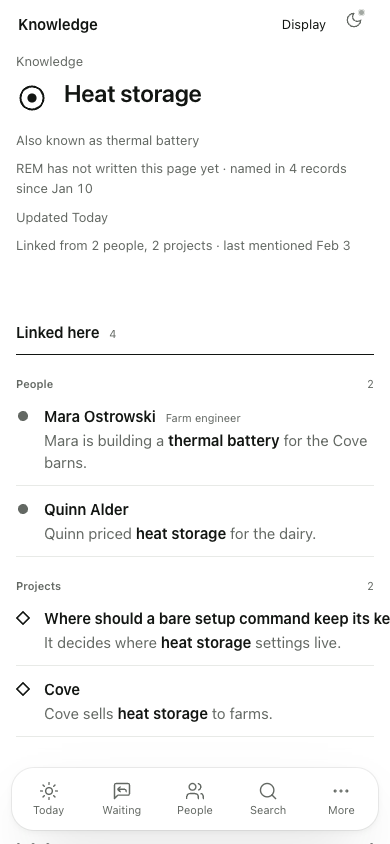 Knowledge
Display
Knowledge
Heat storage
Also known as thermal battery
REM has not written this page yet · named in 4 records
since Jan 10
Updated Today
Linked from 2 people, 2 projects · last mentioned Feb 3
Linked here 4
People 2
Mara Ostrowski Farm engineer
Mara is building a thermal battery for the Cove
barns.
Quinn Alder
Quinn priced heat storage for the dairy.
Projects 2
Where should a bare setup command keep its ke
It decides where heat storage settings live.
Cove
Cove sells heat storage to farms.
Today
Waiting
People
Search
More